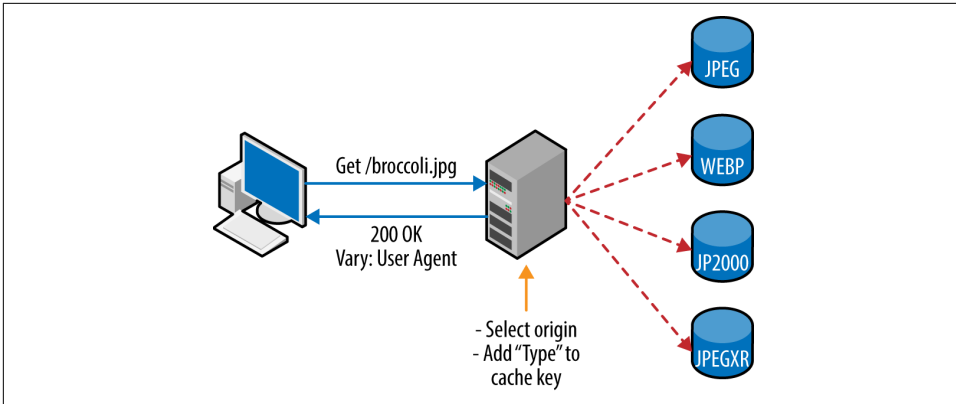 Get /broccoli.jpg
200 OK
Vary: User Agent
- Select origin
- Add “Type” to
cache key
JPEG
WEBP
JP2000
JPEGXR